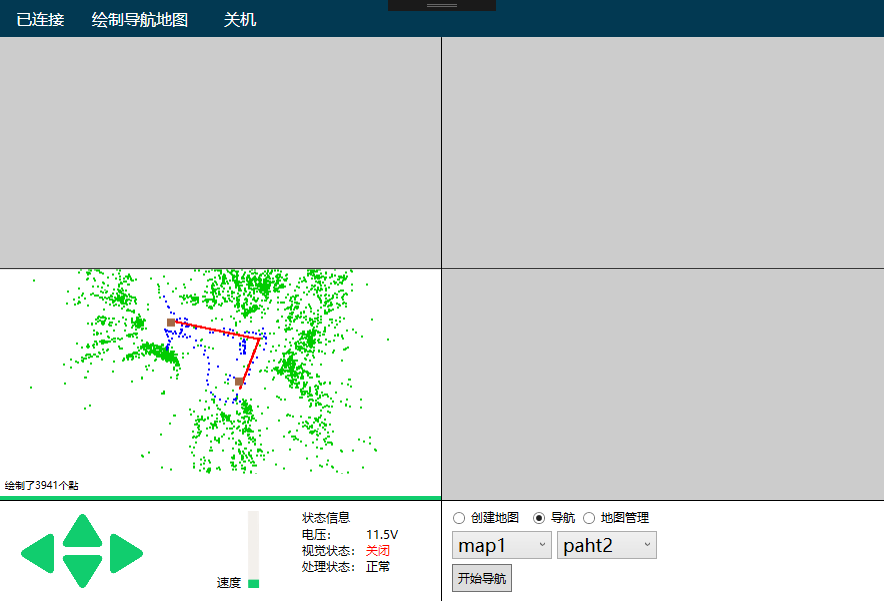 已连接 绘制导航地图 关机
绘制了3941个點
状态信息
电压： 11.5V
视觉状态： 关闭
处理状态： 正常
速度
创建地图 导航 地图管理
map1 paht2
开始导航